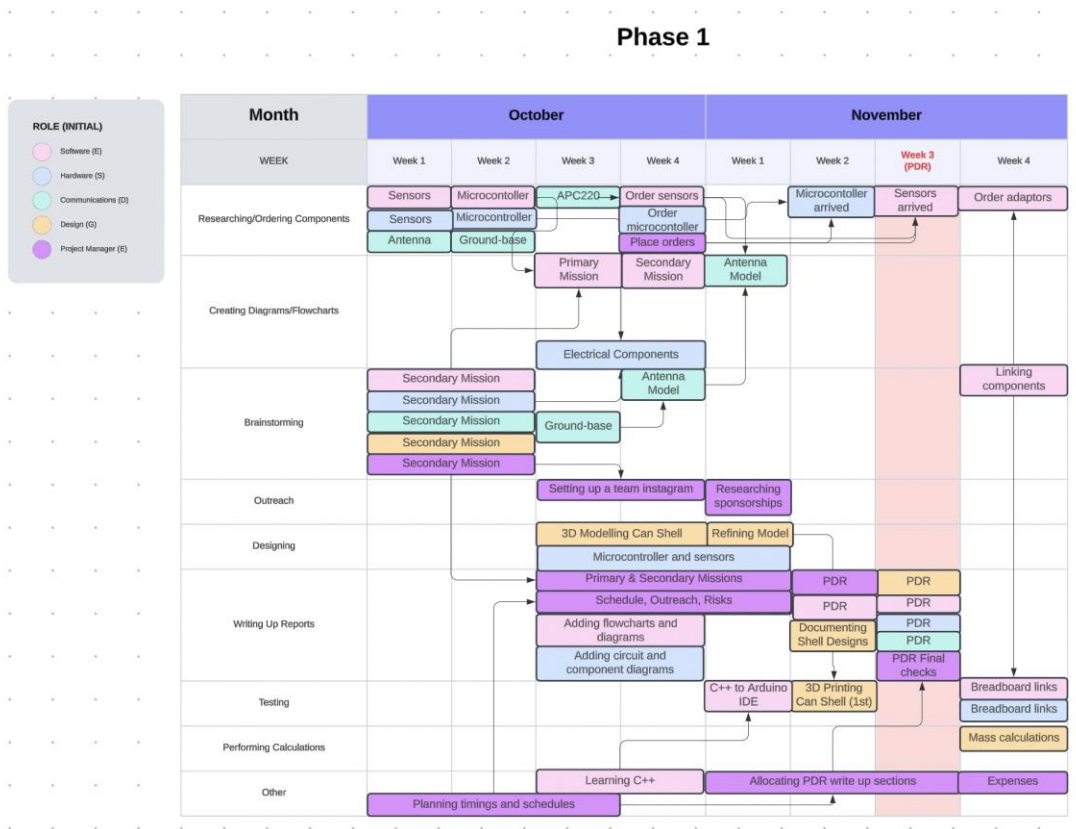 Phase 1
ROLE (INITIAL)
Software (E)
Hardware (S)
Communications (D)
Design (G)
Project Manager (E)
Month
October
November
WEEK
Week 1
Week 2
Week 3
Week 4
Week 1
Week 2
Week 3
(PDR)
Week 4
Researching/Ordering Components
Sensors
Microcontoller
APC220
Order sensors
Microcontoller
arrived
Sensors
arrived
Order adaptors
Sensors
Microcontroller
Order
microcontoller
Antenna
Ground-base
Place orders
Creating Diagrams/Flowcharts
Primary
Mission
Secondary
Mission
Antenna
Model
Electrical Components
Brainstorming
Secondary Mission
Secondary Mission
Secondary Mission
Secondary Mission
Secondary Mission
Ground-base
Antenna
Model
Linking
components
Outreach
Setting up a team instagram
Researching
sponsorships
Designing
3D Modelling Can Shell
Refining Model
Microcontroller and sensors
Writing Up Reports
Primary & Secondary Missions
Schedule, Outreach, Risks
Adding flowcharts and
diagrams
Adding circuit and
component diagrams
PDR
PDR
Documenting
Shell Designs
PDR
PDR
PDR
PDR
PDR Final
checks
Testing
C++ to Arduino
IDE
3D Printing
Can Shell (1st)
Breadboard links
Breadboard links
Performing Calculations
Mass calculations
Other
Learning C++
Allocating PDR write up sections
Expenses
Planning timings and schedules